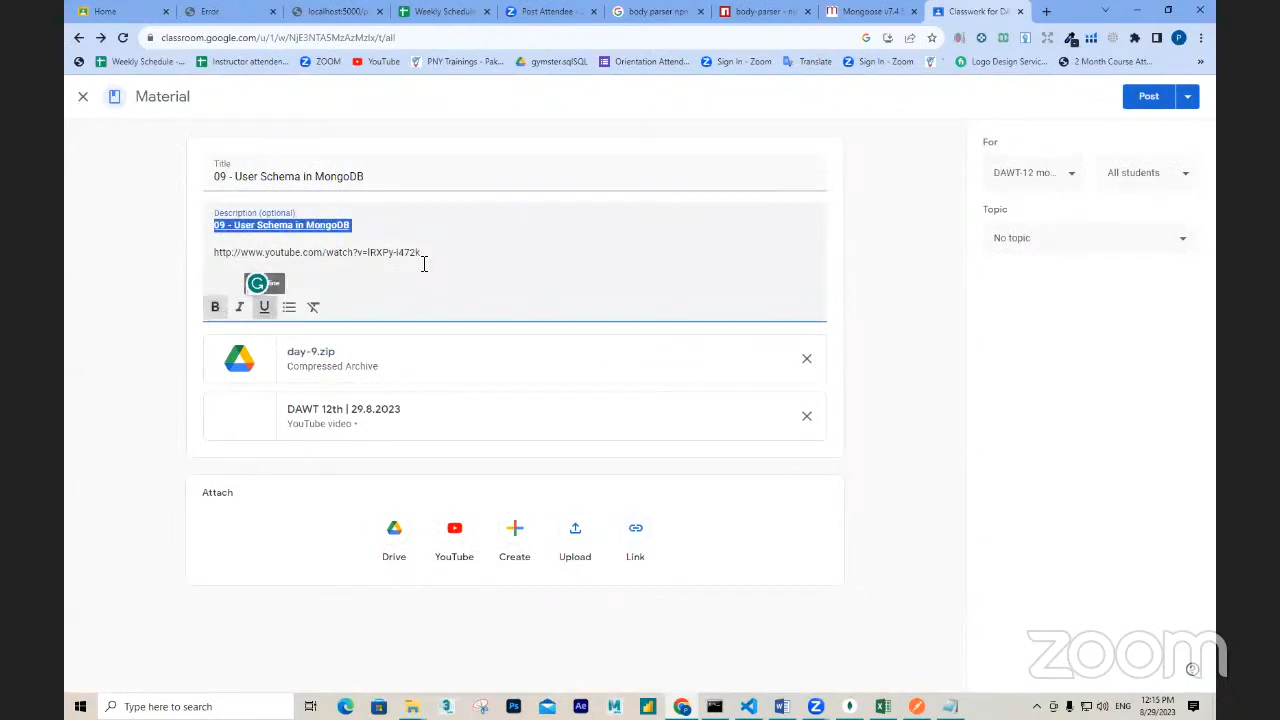 Home
Error
localhost:5000/p
Weekly Schedulin
Post Attendee -
body parser npm
body-parser - np
Mongoose v7.4.
Classwork for DA
classroom.google.com/u/1/w/NjE3NTA5MzAzMzIx/t/all
Weekly Schedule -...
Instructor attenden...
ZOOM
YouTube
PNY Trainings - Pak...
gymster.sqlSQL
Orientation Attend...
Sign In - Zoom
Translate
Sign In - Zoom
Logo Design Servic...
2 Month Course Att...
»
Material
Post
Title
09 - User Schema in MongoDB
Description (optional)
09 - User Schema in MongoDB
http://www.youtube.com/watch?v=lRXPy-I472k
B I U
day-9.zip
Compressed Archive
DAWT 12th | 29.8.2023
YouTube video •
Attach
Drive
YouTube
Create
Upload
Link
For
DAWT-12 mo...
All students
Topic
No topic
zoom
Type here to search
ENG
12:15 PM
8/29/2023